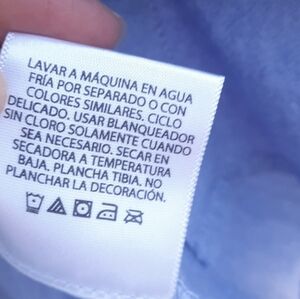 LAVAR A MÁQUINA EN AGUA
FRÍA POR SEPARADO O CON
COLORES SIMILARES. CICLO
DELICADO. USAR BLANQUEADOR
SIN CLORO SOLAMENTE CUANDO
SEA NECESARIO. SECAR EN
SECADORA A TEMPERATURA
BAJA. PLANCHA TIBIA. NO
PLANCHAR LA DECORACIÓN.